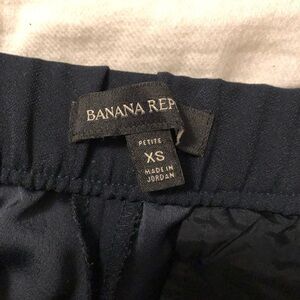 BANANA REP
PETITE
XS
MADE IN
JORDAN